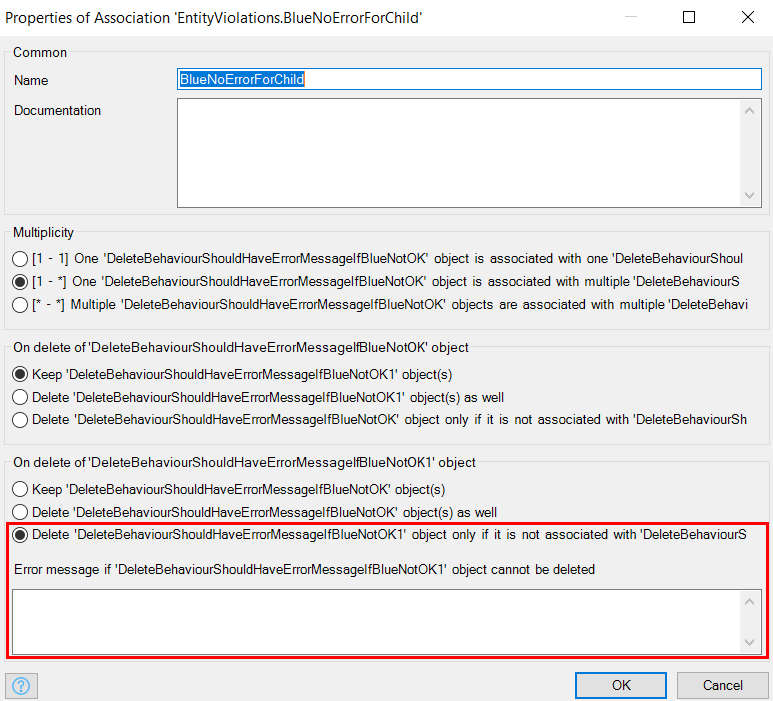 Properties of Association 'EntityViolations.BlueNoErrorForChild'
Common
Name
BlueNoErrorForChild
Documentation
Multiplicity
[1 - 1] One 'DeleteBehaviourShouldHaveErrorMessageIfBlueNotOK' object is associated with one 'DeleteBehaviourShoul
[1 - *] One 'DeleteBehaviourShouldHaveErrorMessageIfBlueNotOK' object is associated with multiple 'DeleteBehaviourS
[* - *] Multiple 'DeleteBehaviourShouldHaveErrorMessageIfBlueNotOK' objects are associated with multiple 'DeleteBehavi
On delete of 'DeleteBehaviourShouldHaveErrorMessageIfBlueNotOK' object
Keep 'DeleteBehaviourShouldHaveErrorMessageIfBlueNotOK1' object(s)
Delete 'DeleteBehaviourShouldHaveErrorMessageIfBlueNotOK1' object(s) as well
Delete 'DeleteBehaviourShouldHaveErrorMessageIfBlueNotOK' object only if it is not associated with 'DeleteBehaviourSh
On delete of 'DeleteBehaviourShouldHaveErrorMessageIfBlueNotOK1' object
Keep 'DeleteBehaviourShouldHaveErrorMessageIfBlueNotOK' object(s)
Delete 'DeleteBehaviourShouldHaveErrorMessageIfBlueNotOK' object(s) as well
Delete 'DeleteBehaviourShouldHaveErrorMessageIfBlueNotOK1' object only if it is not associated with 'DeleteBehaviourS
Error message if 'DeleteBehaviourShouldHaveErrorMessageIfBlueNotOK1' object cannot be deleted
?
OK
Cancel